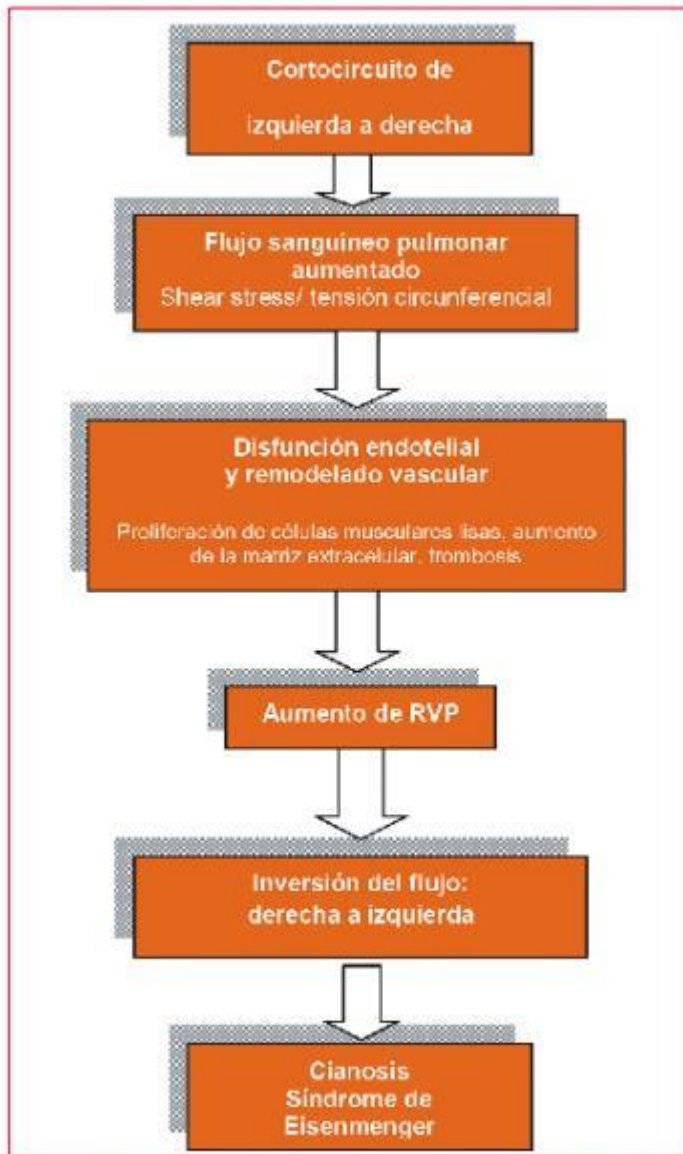 Cortocircuito de
izquierda a derecha
Flujo sanguineo pulmonar
aumentado
Shear stress/ tensión circunferencial
Disfunción endotelial
y remodelado vascular
Proliferación de células musculares lisas, aumento
de la matriz extracelular, trombosis
Aumento de RVP
Inversión del flujo:
derecha a izquierda
Cianosis
Síndrome de
Eisenmenger